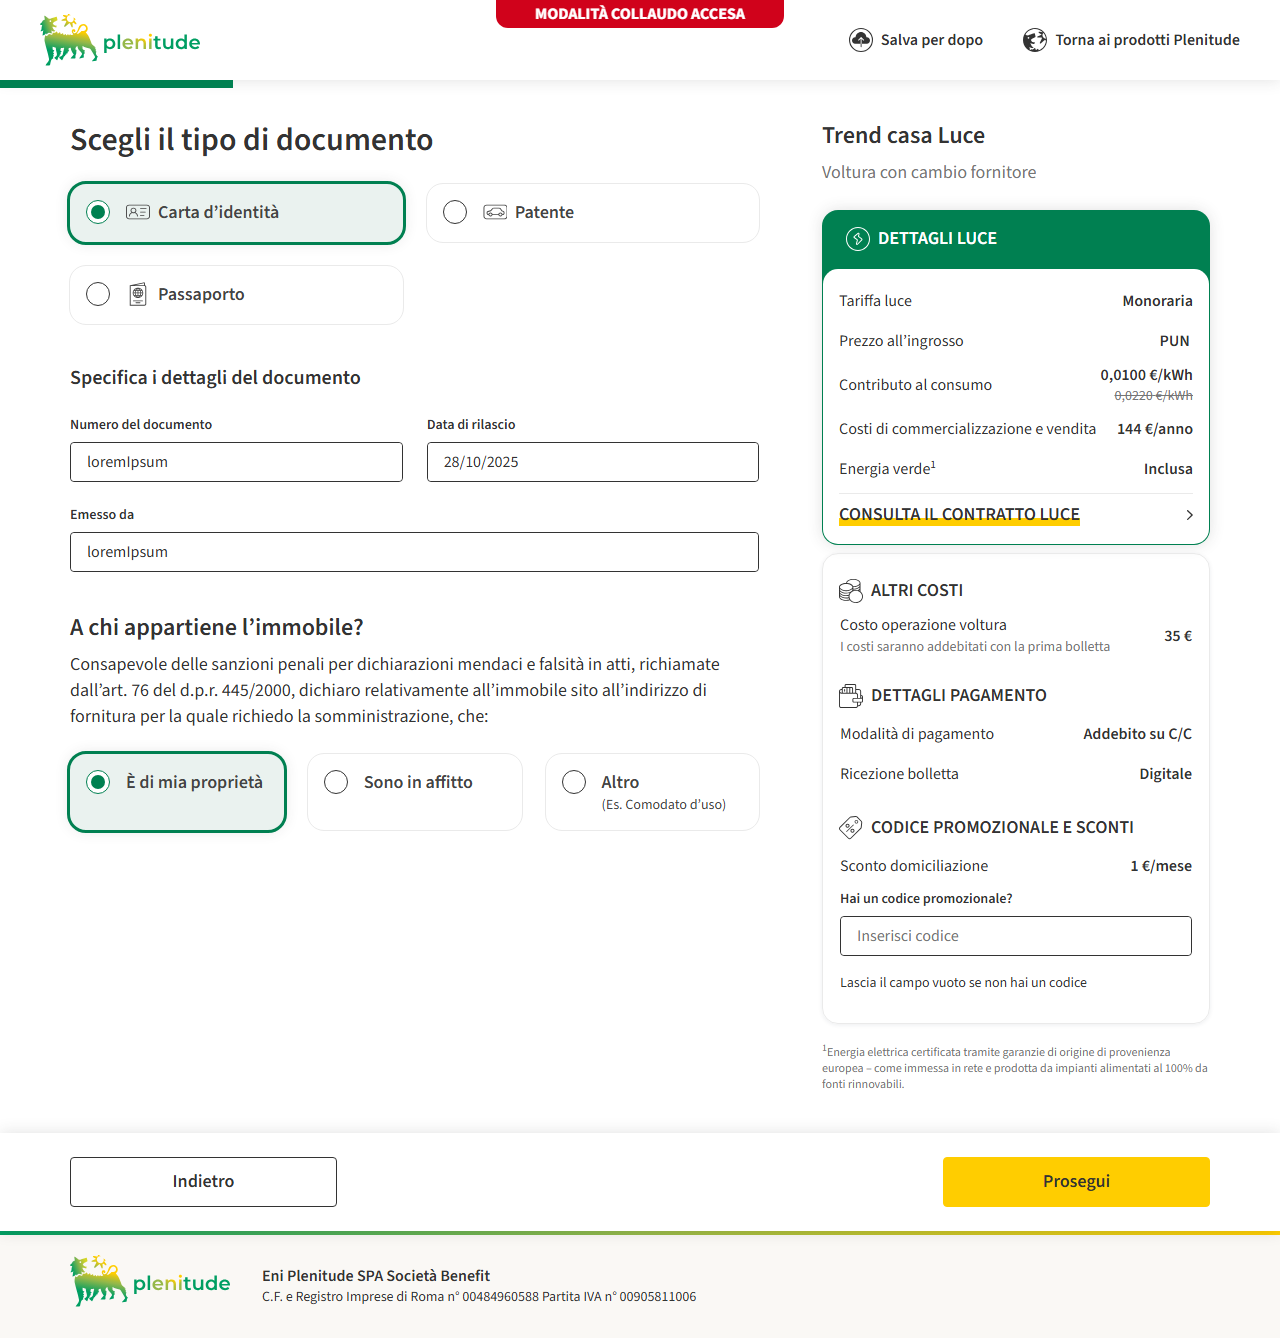 MODALITÀ COLLAUDO ACCESA
plenitude
Salva per dopo
Torna ai prodotti Plenitude
Scegli il tipo di documento
Carta d’identità
Patente
Passaporto
Specifica i dettagli del documento
Numero del documento
Data di rilascio
loremIpsum
28/10/2025
Emesso da
loremIpsum
A chi appartiene l’immobile?
Consapevole delle sanzioni penali per dichiarazioni mendaci e falsità in atti, richiamate
dall’art. 76 del d.p.r. 445/2000, dichiaro relativamente all’immobile sito all’indirizzo di
fornitura per la quale richiedo la somministrazione, che:
È di mia proprietà
Sono in affitto
Altro
(Es. Comodato d’uso)
Trend casa Luce
Voltura con cambio fornitore
DETTAGLI LUCE
Tariffa luce
Monoraria
Prezzo all’ingrosso
PUN
Contributo al consumo
0,0100 €/kWh
0,0220 €/kWh
Costi di commercializzazione e vendita
144 €/anno
Energia verde¹
Inclusa
CONSULTA IL CONTRATTO LUCE
ALTRI COSTI
Costo operazione voltura
I costi saranno addebitati con la prima bolletta
35 €
DETTAGLI PAGAMENTO
Modalità di pagamento
Addebito su C/C
Ricezione bolletta
Digitale
CODICE PROMOZIONALE E SCONTI
Sconto domiciliazione
1 €/mese
Hai un codice promozionale?
Inserisci codice
Lascia il campo vuoto se non hai un codice
¹Energia elettrica certificata tramite garanzie di origine di provenienza
europea – come immessa in rete e prodotta da impianti alimentati al 100% da
fonti rinnovabili.
Indietro
Prosegui
plenitude
Eni Plenitude SPA Società Benefit
C.F. e Registro Imprese di Roma n° 00484960588 Partita IVA n° 00905811006